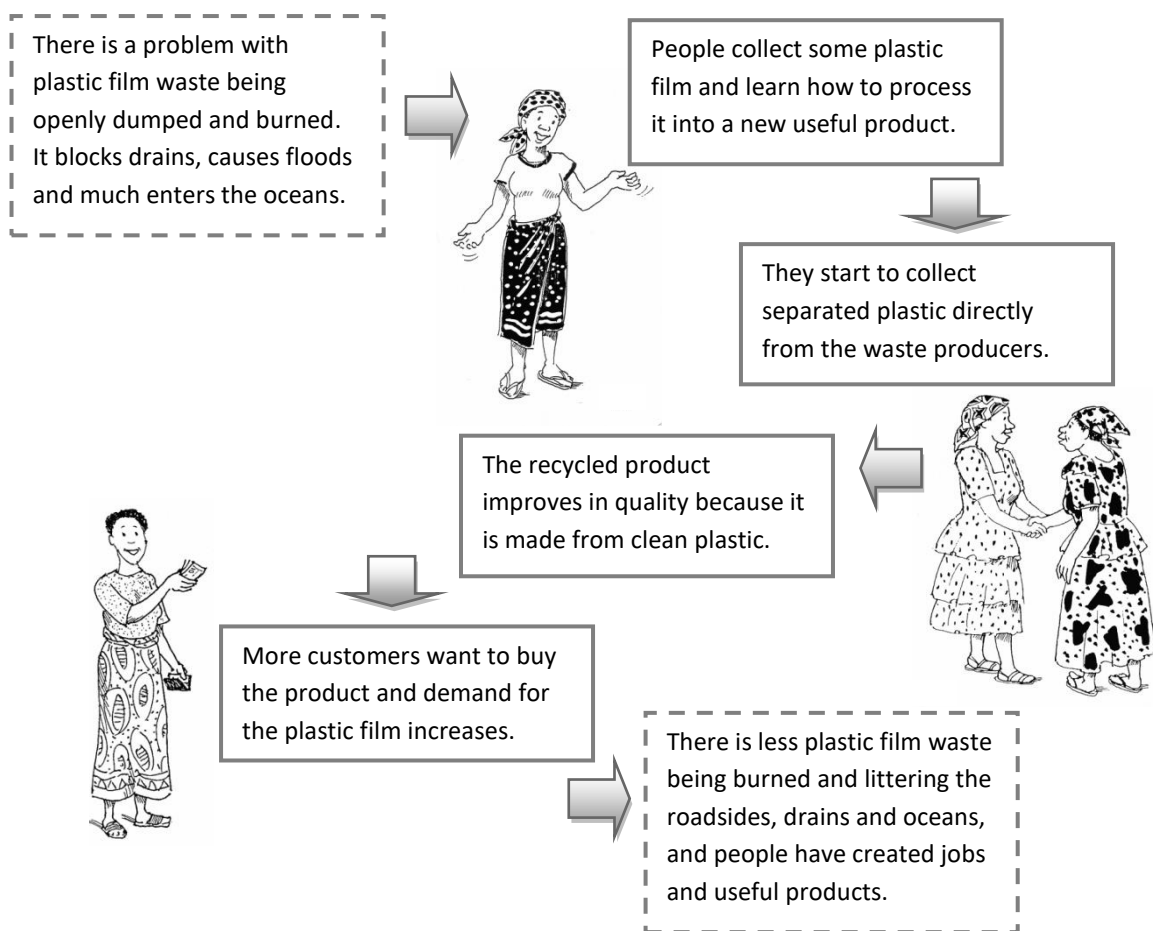 There is a problem with
plastic film waste being
openly dumped and burned.
It blocks drains, causes floods
and much enters the oceans.
People collect some plastic
film and learn how to process
it into a new useful product.
They start to collect
separated plastic directly
from the waste producers.
The recycled product
improves in quality because it
is made from clean plastic.
More customers want to buy
the product and demand for
the plastic film increases.
There is less plastic film waste
being burned and littering the
roadsides, drains and oceans,
and people have created jobs
and useful products.